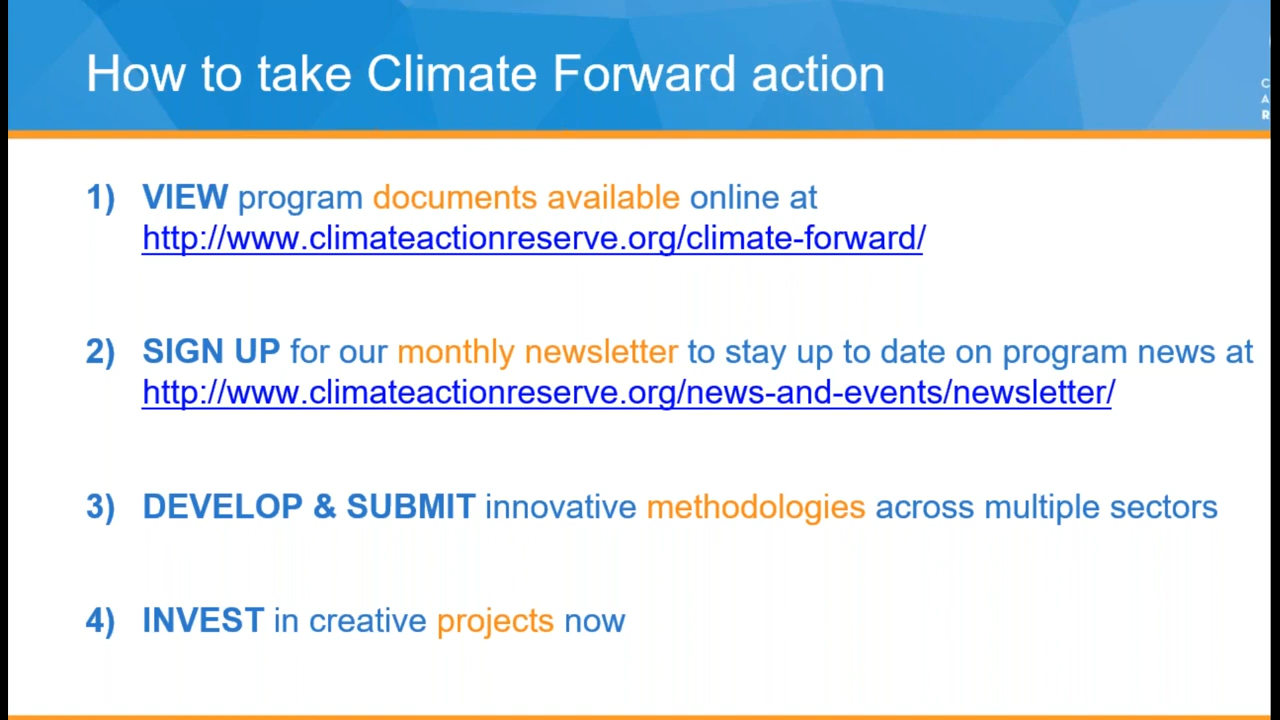 How to take Climate Forward action
C
A
R
1) VIEW program documents available online at
http://www.climateactionreserve.org/climate-forward/
2) SIGN UP for our monthly newsletter to stay up to date on program news at
http://www.climateactionreserve.org/news-and-events/newsletter/
3) DEVELOP & SUBMIT innovative methodologies across multiple sectors
4) INVEST in creative projects now